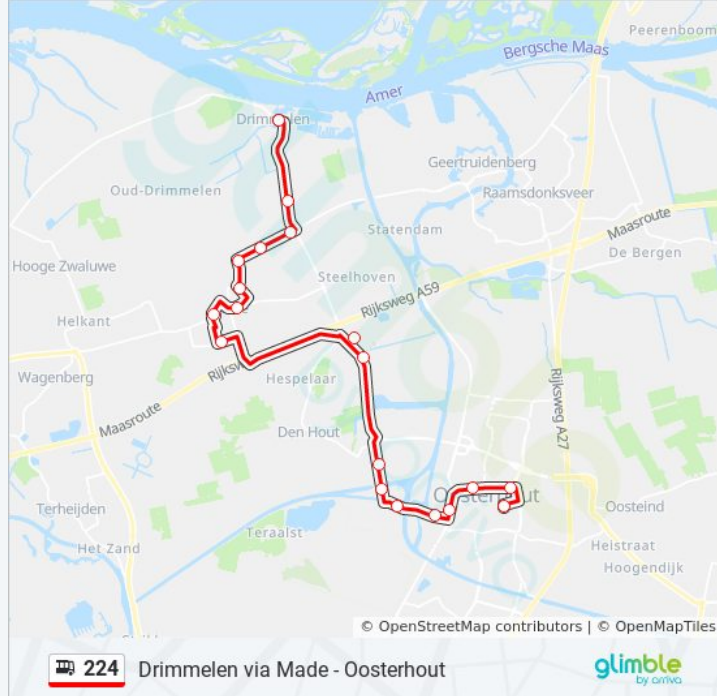 Peerenboom
Bergsche Maas
Amer
Drimmelen
Geertruidenberg
Oud-Drimmelen
Raamsdonksveer
Statendam
Maasroute
De Bergen
Hooge Zwaluwe
Steelhoven
Rijksweg A59
Helkant
Wagenberg
Hespelaar
Rijksweg A27
Maasroute
Den Hout
Oosterhout
Terheijden
Oosteind
Teraalst
Het Zand
Heistraat
Hoogendijk
© OpenStreetMap contributors | © OpenMapTiles
224 Drimmelen via Made - Oosterhout
glimble
by arriva